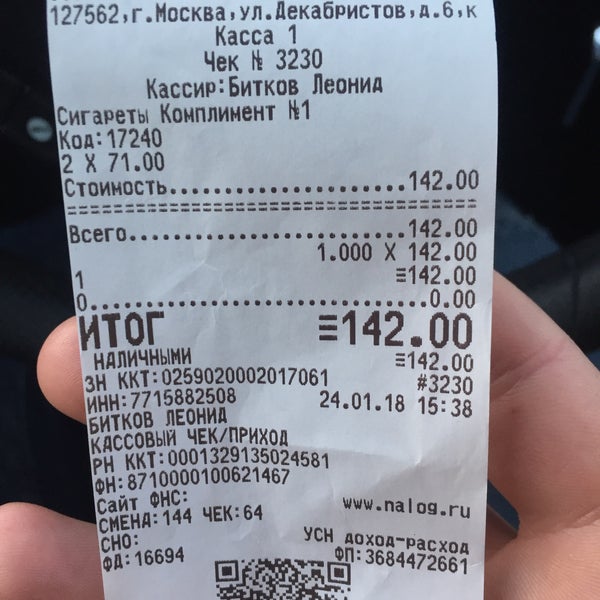 127562,г.Москва,ул.Декабристов,д.6,к
Касса 1
Чек № 3230
Кассир:Битков Леонид
Сигареты Комплимент №1
Код:17240
2 X 71.00
Стоимость........................142.00
========================================
Всего............................142.00
1.000 X 142.00
1 ≡142.00
0................................0.00
ИТОГ ≡142.00
НАЛИЧНЫМИ ≡142.00
ЗН ККТ:0259020002017061 #3230
ИНН:7715882508 24.01.18 15:38
БИТКОВ ЛЕОНИД
КАССОВЫЙ ЧЕК/ПРИХОД
РН ККТ:0001329135024581
ФН:8710000100621467
Сайт ФНС: www.nalog.ru
СМЕНА:144 ЧЕК:64
СНО: УСН доход-расход
ФД:16694 ФП:3684472661